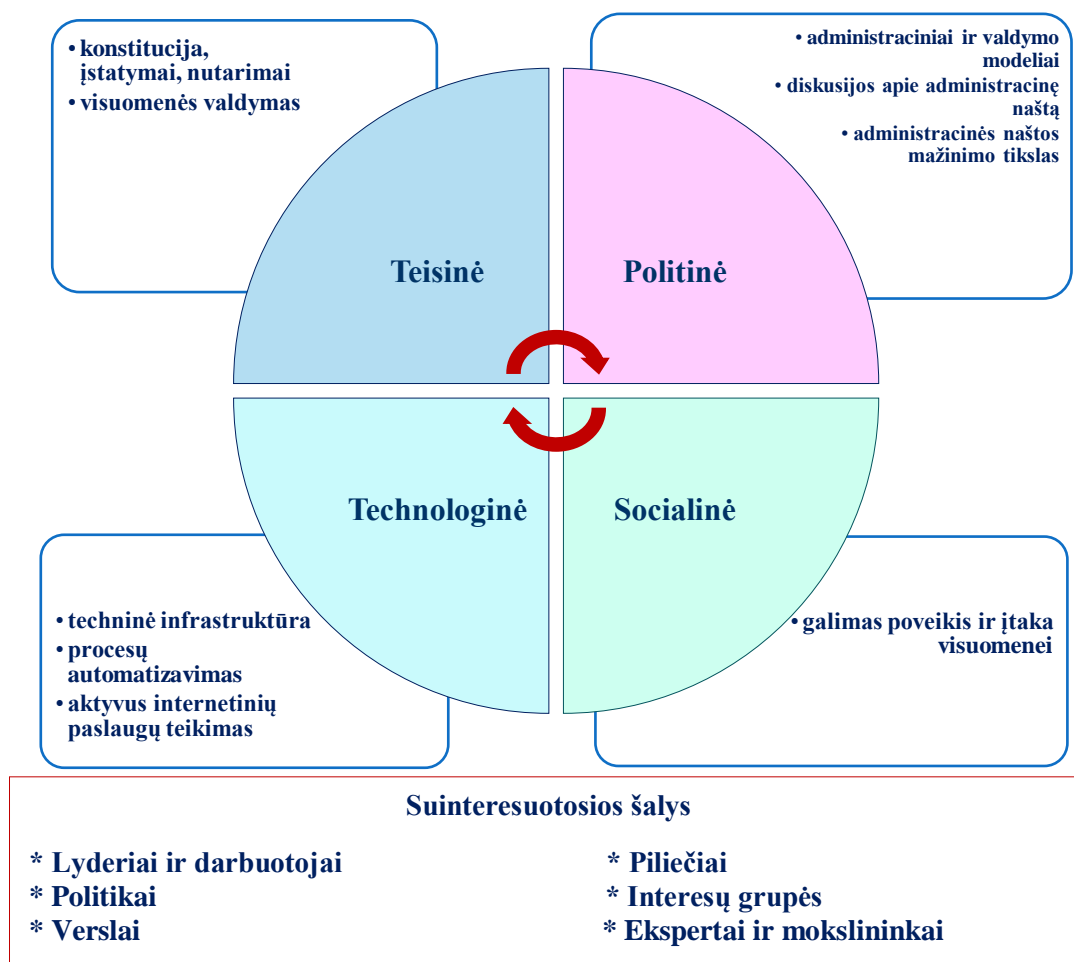 • konstitucija,
įstatymai, nutarimai
• visuomenės valdymas
• administraciniai ir valdymo
modeliai
• diskusijos apie administracinę
naštą
• administracinės naštos
mažinimo tikslas
Teisinė
Politinė
Technologinė
Socialinė
• techninė infrastruktūra
• procesų
automatizavimas
• aktyvus internetinių
paslaugų teikimas
• galimas poveikis ir įtaka
visuomenei
Suinteresuotosios šalys
* Lyderiai ir darbuotojai
* Politikai
* Verslai
* Piliečiai
* Interesų grupės
* Ekspertai ir mokslininkai